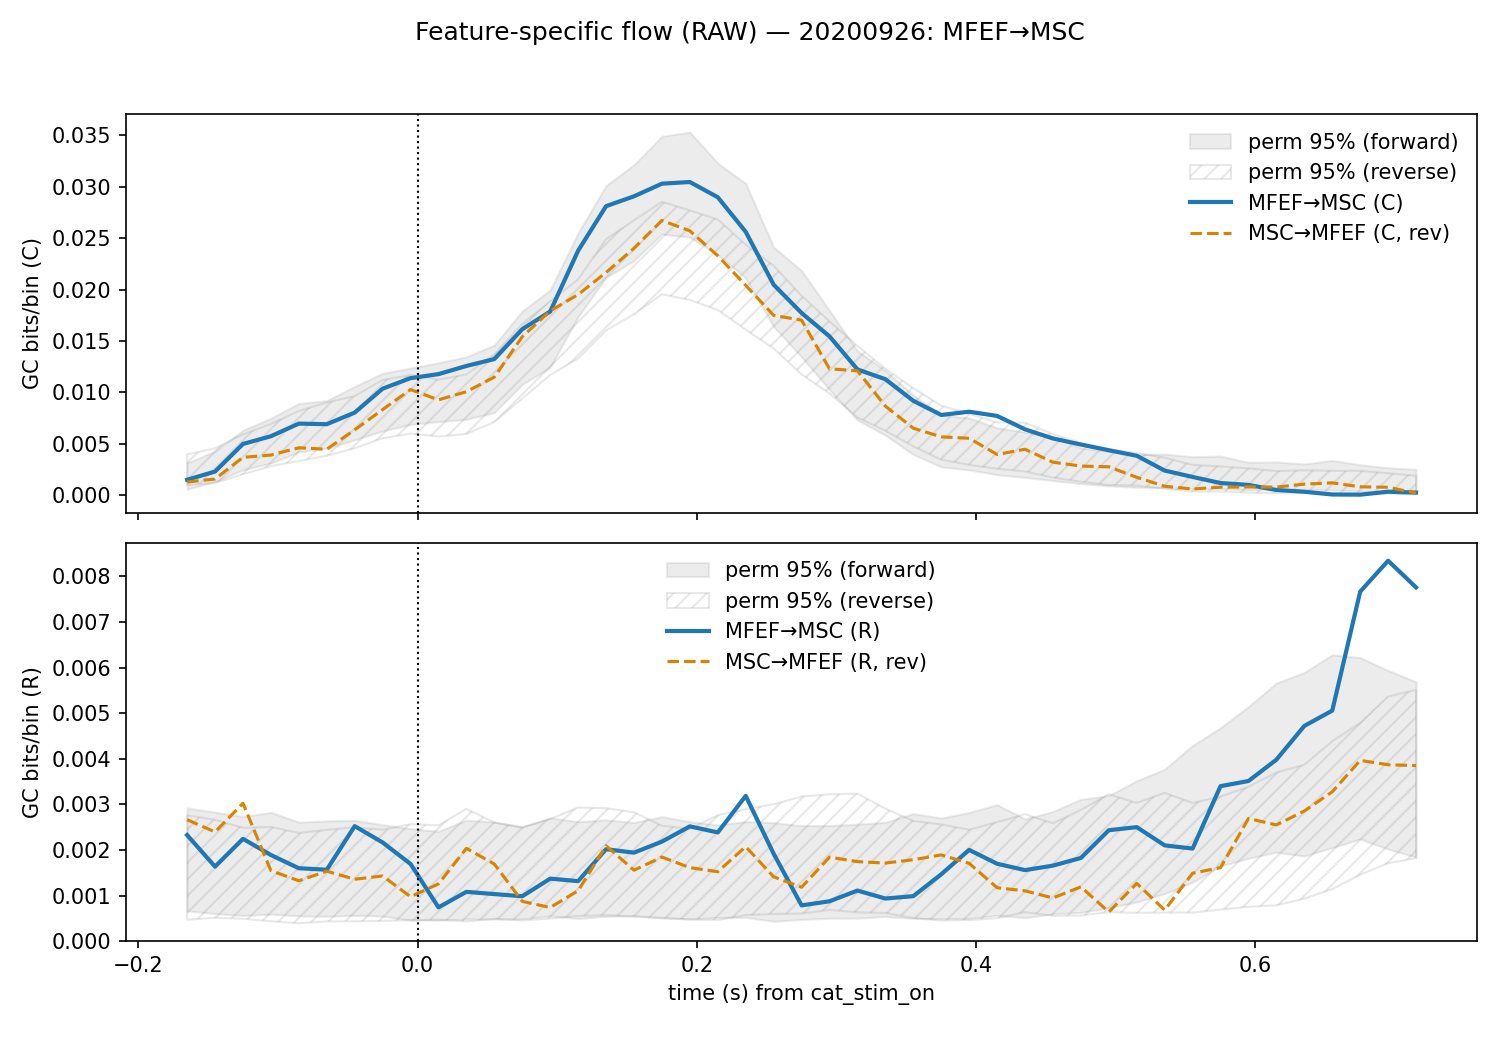 Feature-specific flow (RAW) — 20200926: MFEF→MSC
GC bits/bin (C)
0.035
0.030
0.025
0.020
0.015
0.010
0.005
0.000
perm 95% (forward)
perm 95% (reverse)
MFEF→MSC (C)
MSC→MFEF (C, rev)
GC bits/bin (R)
0.008
0.007
0.006
0.005
0.004
0.003
0.002
0.001
0.000
perm 95% (forward)
perm 95% (reverse)
MFEF→MSC (R)
MSC→MFEF (R, rev)
−0.2 0.0 0.2 0.4 0.6
time (s) from cat_stim_on